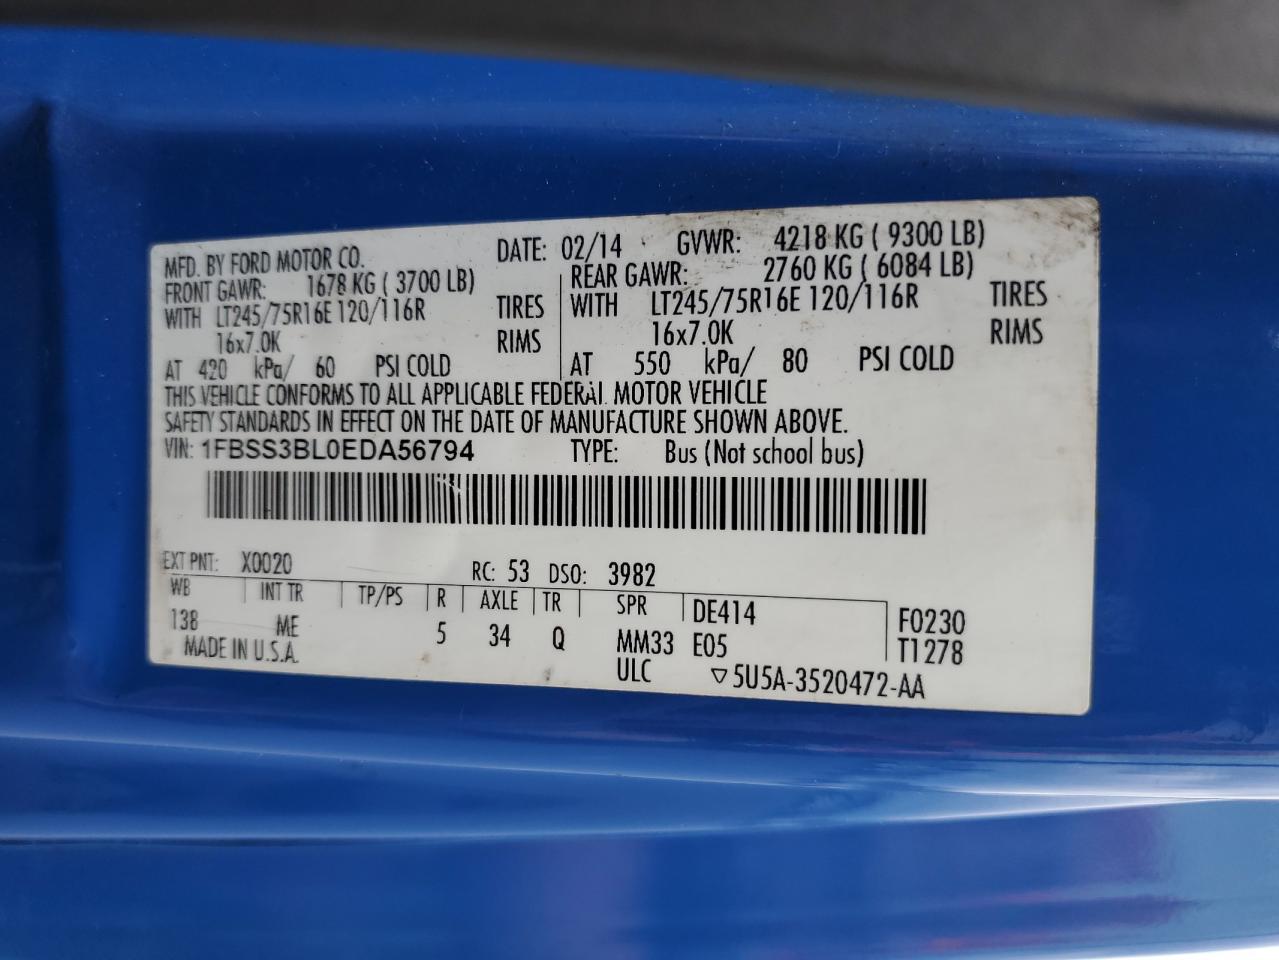 MFD. BY FORD MOTOR CO. DATE: 02/14 GVWR: 4218 KG ( 9300 LB)
FRONT GAWR: 1678 KG ( 3700 LB) REAR GAWR: 2760 KG ( 6084 LB)
WITH LT245/75R16E 120/116R TIRES WITH LT245/75R16E 120/116R TIRES
16x7.0K RIMS 16x7.0K RIMS
AT 420 kPa/ 60 PSI COLD AT 550 kPa/ 80 PSI COLD
THIS VEHICLE CONFORMS TO ALL APPLICABLE FEDERAL MOTOR VEHICLE
SAFETY STANDARDS IN EFFECT ON THE DATE OF MANUFACTURE SHOWN ABOVE.
VIN: 1FBSS3BL0EDA56794 TYPE: Bus (Not school bus)
EXT PNT: X0020 RC: 53 DSO: 3982
WB INT TR TP/PS R AXLE TR SPR DE414 F0230
138 ME 5 34 Q MM33 E05 T1278
MADE IN U.S.A. ULC ▽5U5A-3520472-AA